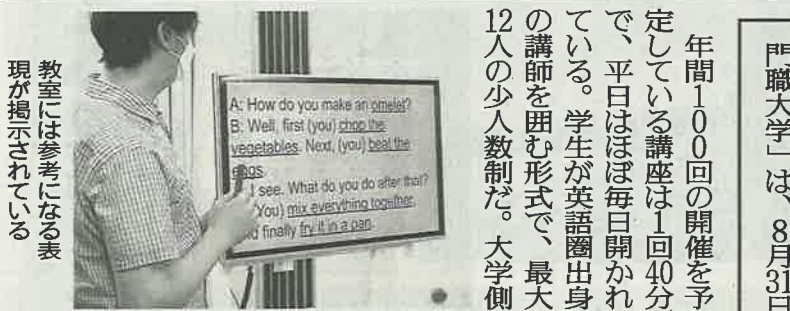 門職大学」は、8月31日
年間100回の開催を予
定している講座は1回40分
で、平日はほぼ毎日開かれ
ている。学生が英語圏出身
の講師を囲む形式で、最大
12人の少人数制だ。大学側
A: How do you make an omelet?
B: Well, first (you) chop the
vegetables. Next, (you) beat the
eggs.
I see. What do you do after that?
(You) mix everything together,
and finally fry it in a pan.
教室には参考になる表
現が掲示されている